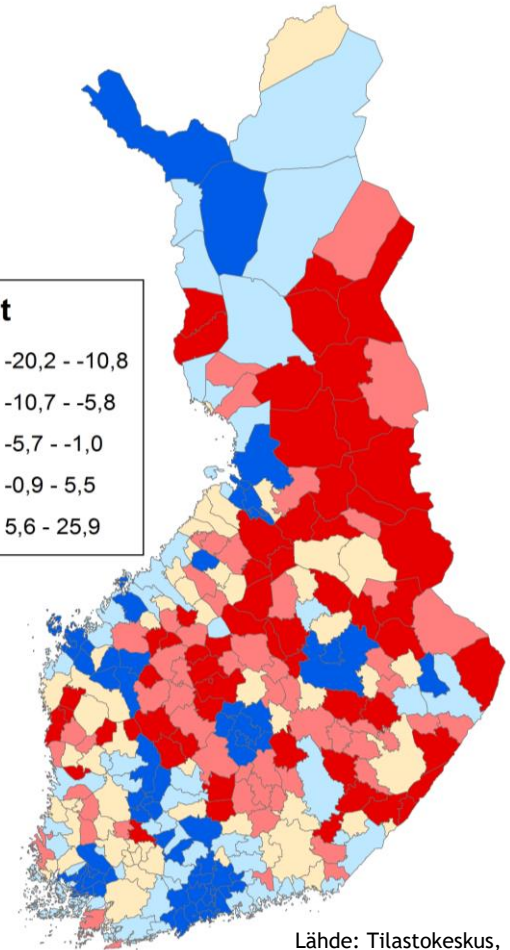 t
-20,2 - -10,8
-10,7 - -5,8
-5,7 - -1,0
-0,9 - 5,5
5,6 - 25,9
Lähde: Tilastokeskus,